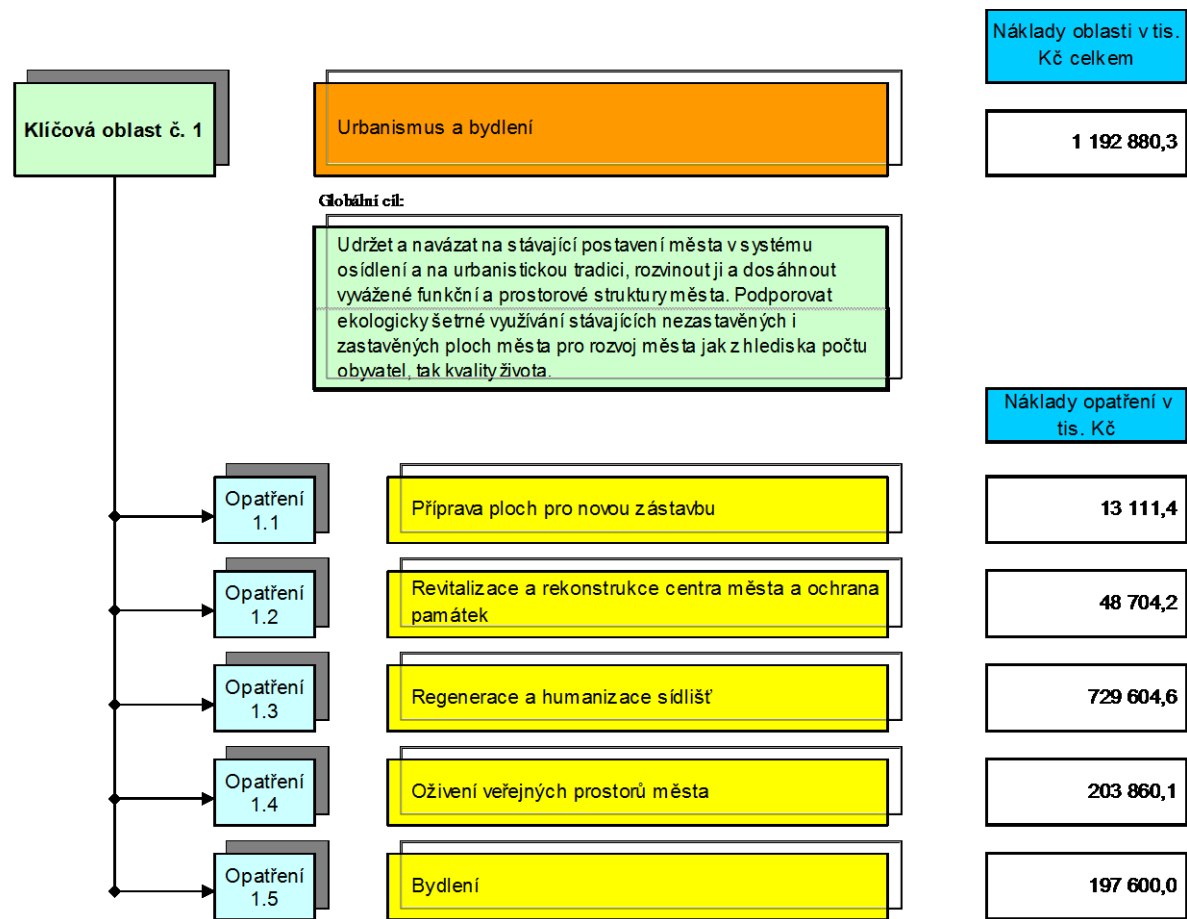 Náklady oblasti v tis.
Kč celkem
Klíčová oblast č. 1
Urbanismus a bydlení
1 192 880,3
Globální cíl:
Udržet a navázat na stávající postavení města v systému
osídlení a na urbanistickou tradici, rozvinout ji a dosáhnout
vyvážené funkční a prostorové struktury města. Podporovat
ekologicky šetrné využívání stávajících nezastavěných i
zastavěných ploch města pro rozvoj města jak z hlediska počtu
obyvatel, tak kvality života.
Náklady opatření v
tis. Kč
Opatření
1.1
Příprava ploch pro novou zástavbu
13 111,4
Opatření
1.2
Revitalizace a rekonstrukce centra města a ochrana
památek
48 704,2
Opatření
1.3
Regenerace a humanizace sídlišť
729 604,6
Opatření
1.4
Oživení veřejných prostorů města
203 860,1
Opatření
1.5
Bydlení
197 600,0